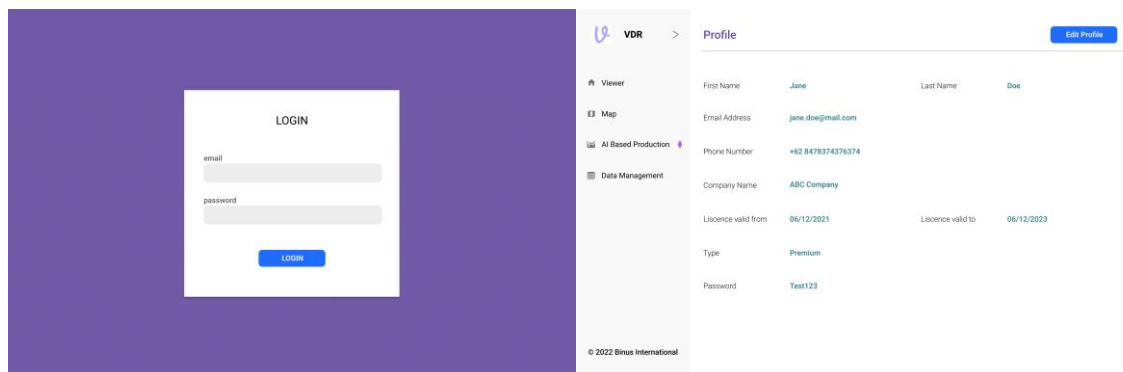 LOGIN
email
password
LOGIN
VDR >
Viewer
Map
AI Based Production
Data Management
© 2022 Binus International
Profile
Edit Profile
First Name Jane Last Name Doe
Email Address jane.doe@mail.com
Phone Number +62 8478374376374
Company Name ABC Company
Liscence valid from 06/12/2021 Liscence valid to 06/12/2023
Type Premium
Password Test123